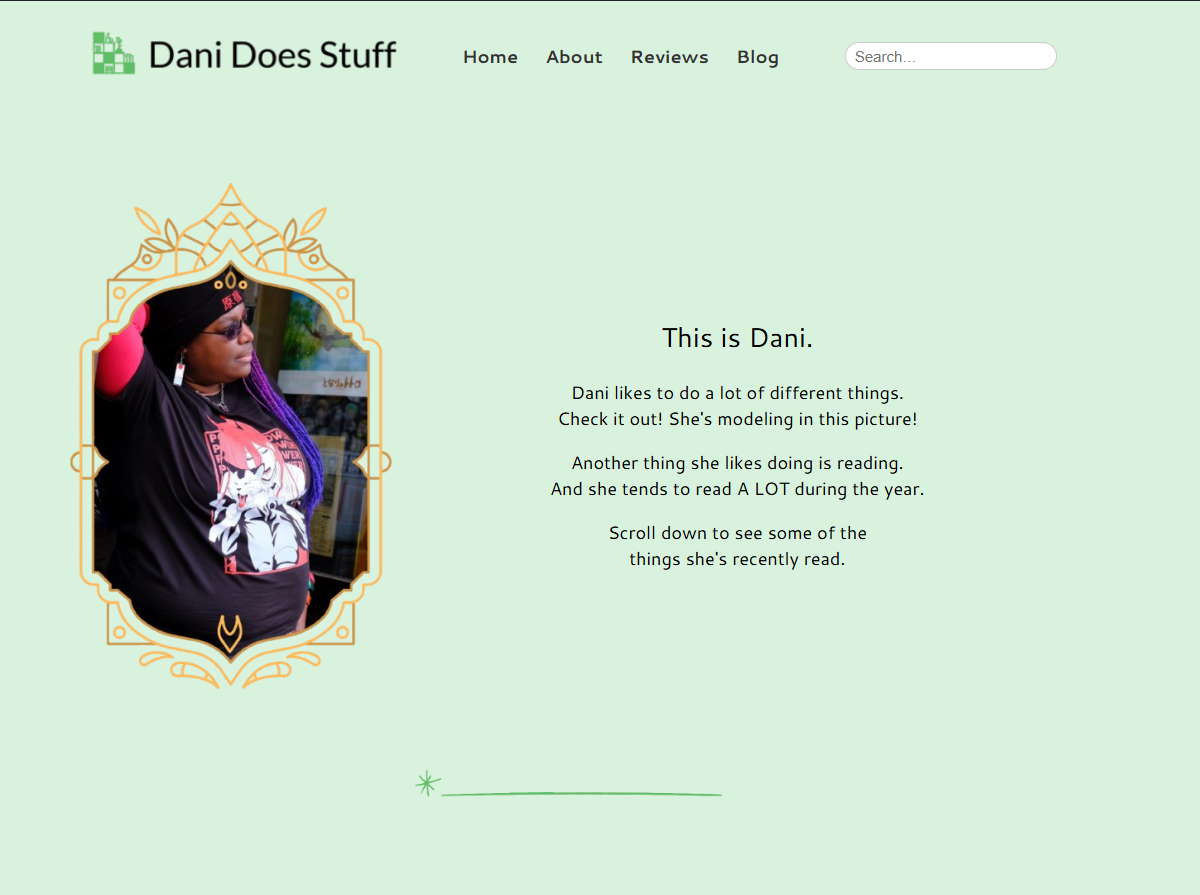 Dani Does Stuff
Home About Reviews Blog
Search...
原宿
This is Dani.
Dani likes to do a lot of different things.
Check it out! She's modeling in this picture!
Another thing she likes doing is reading.
And she tends to read A LOT during the year.
Scroll down to see some of the
things she's recently read.